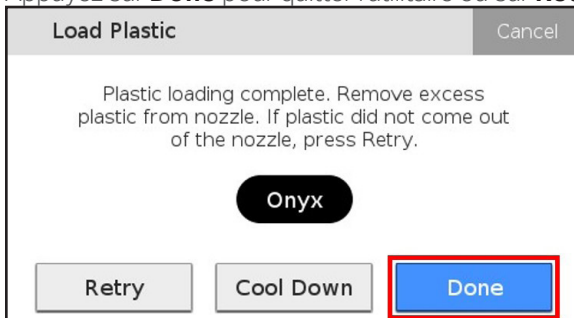 Load Plastic
Cancel
Plastic loading complete. Remove excess
plastic from nozzle. If plastic did not come out
of the nozzle, press Retry.
Onyx
Retry
Cool Down
Done